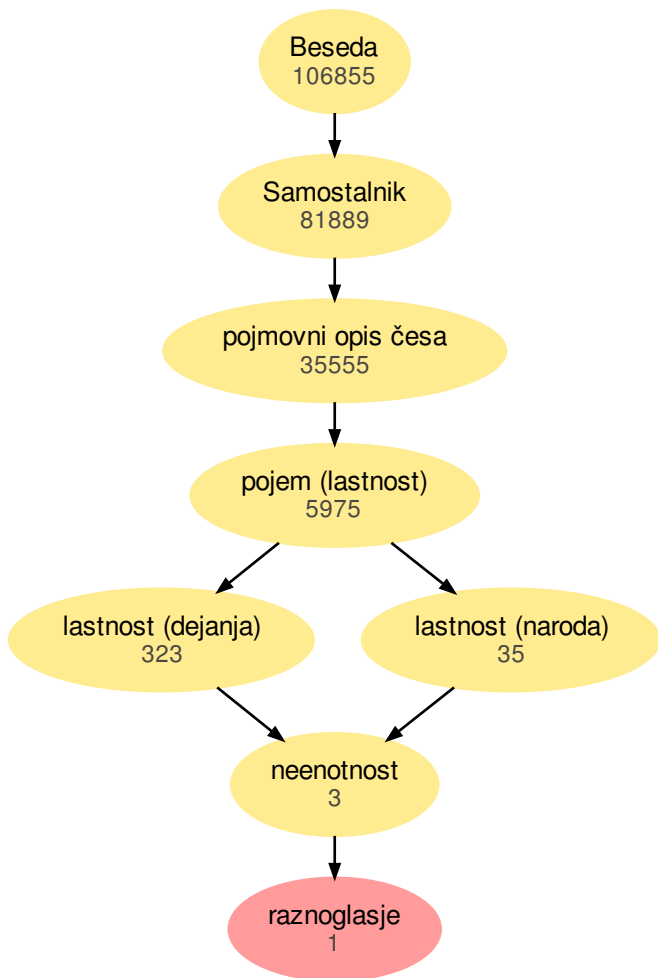 Beseda
106855
Samostalnik
81889
pojmovni opis česa
35555
pojem (lastnost)
5975
lastnost (dejanja)
323
lastnost (naroda)
35
neenotnost
3
raznoglasje
1